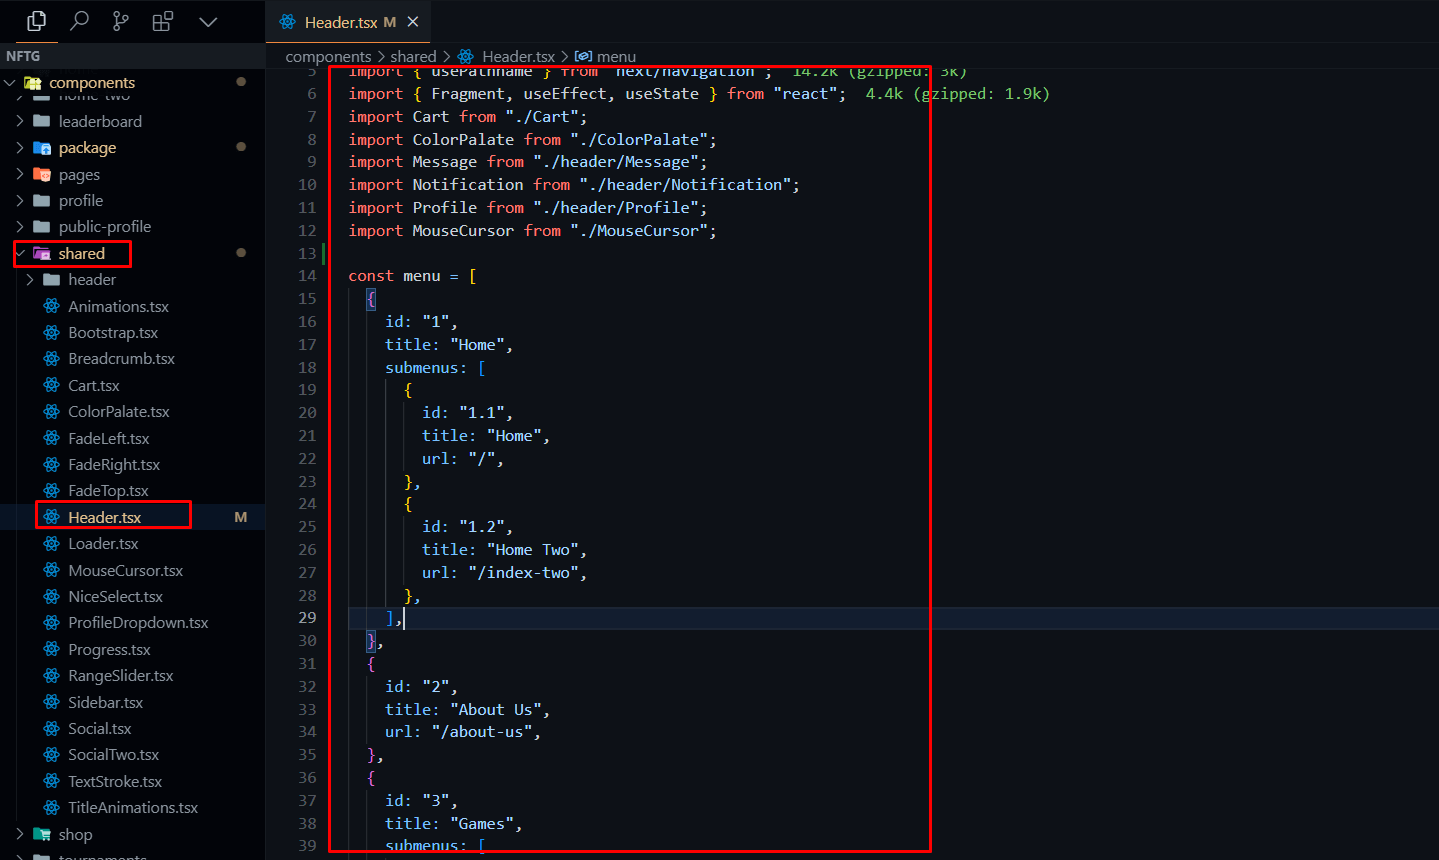 Header.tsx M
NFTG
components > shared > Header.tsx > menu
components
home-two
leaderboard
package
pages
profile
public-profile
shared
header
Animations.tsx
Bootstrap.tsx
Breadcrumb.tsx
Cart.tsx
ColorPalate.tsx
FadeLeft.tsx
FadeRight.tsx
FadeTop.tsx
Header.tsx M
Loader.tsx
MouseCursor.tsx
NiceSelect.tsx
ProfileDropdown.tsx
Progress.tsx
RangeSlider.tsx
Sidebar.tsx
Social.tsx
SocialTwo.tsx
TextStroke.tsx
TitleAnimations.tsx
shop
tournaments
5 import { usePathname } from "next/navigation"; 14.2k (gzipped: 3k)
6 import { Fragment, useEffect, useState } from "react"; 4.4k (gzipped: 1.9k)
7 import Cart from "./Cart";
8 import ColorPalate from "./ColorPalate";
9 import Message from "./header/Message";
10 import Notification from "./header/Notification";
11 import Profile from "./header/Profile";
12 import MouseCursor from "./MouseCursor";
13
14 const menu = [
15 {
16 id: "1",
17 title: "Home",
18 submenus: [
19 {
20 id: "1.1",
21 title: "Home",
22 url: "/",
23 },
24 {
25 id: "1.2",
26 title: "Home Two",
27 url: "/index-two",
28 },
29 ],
30 },
31 {
32 id: "2",
33 title: "About Us",
34 url: "/about-us",
35 },
36 {
37 id: "3",
38 title: "Games",
39 submenus: [